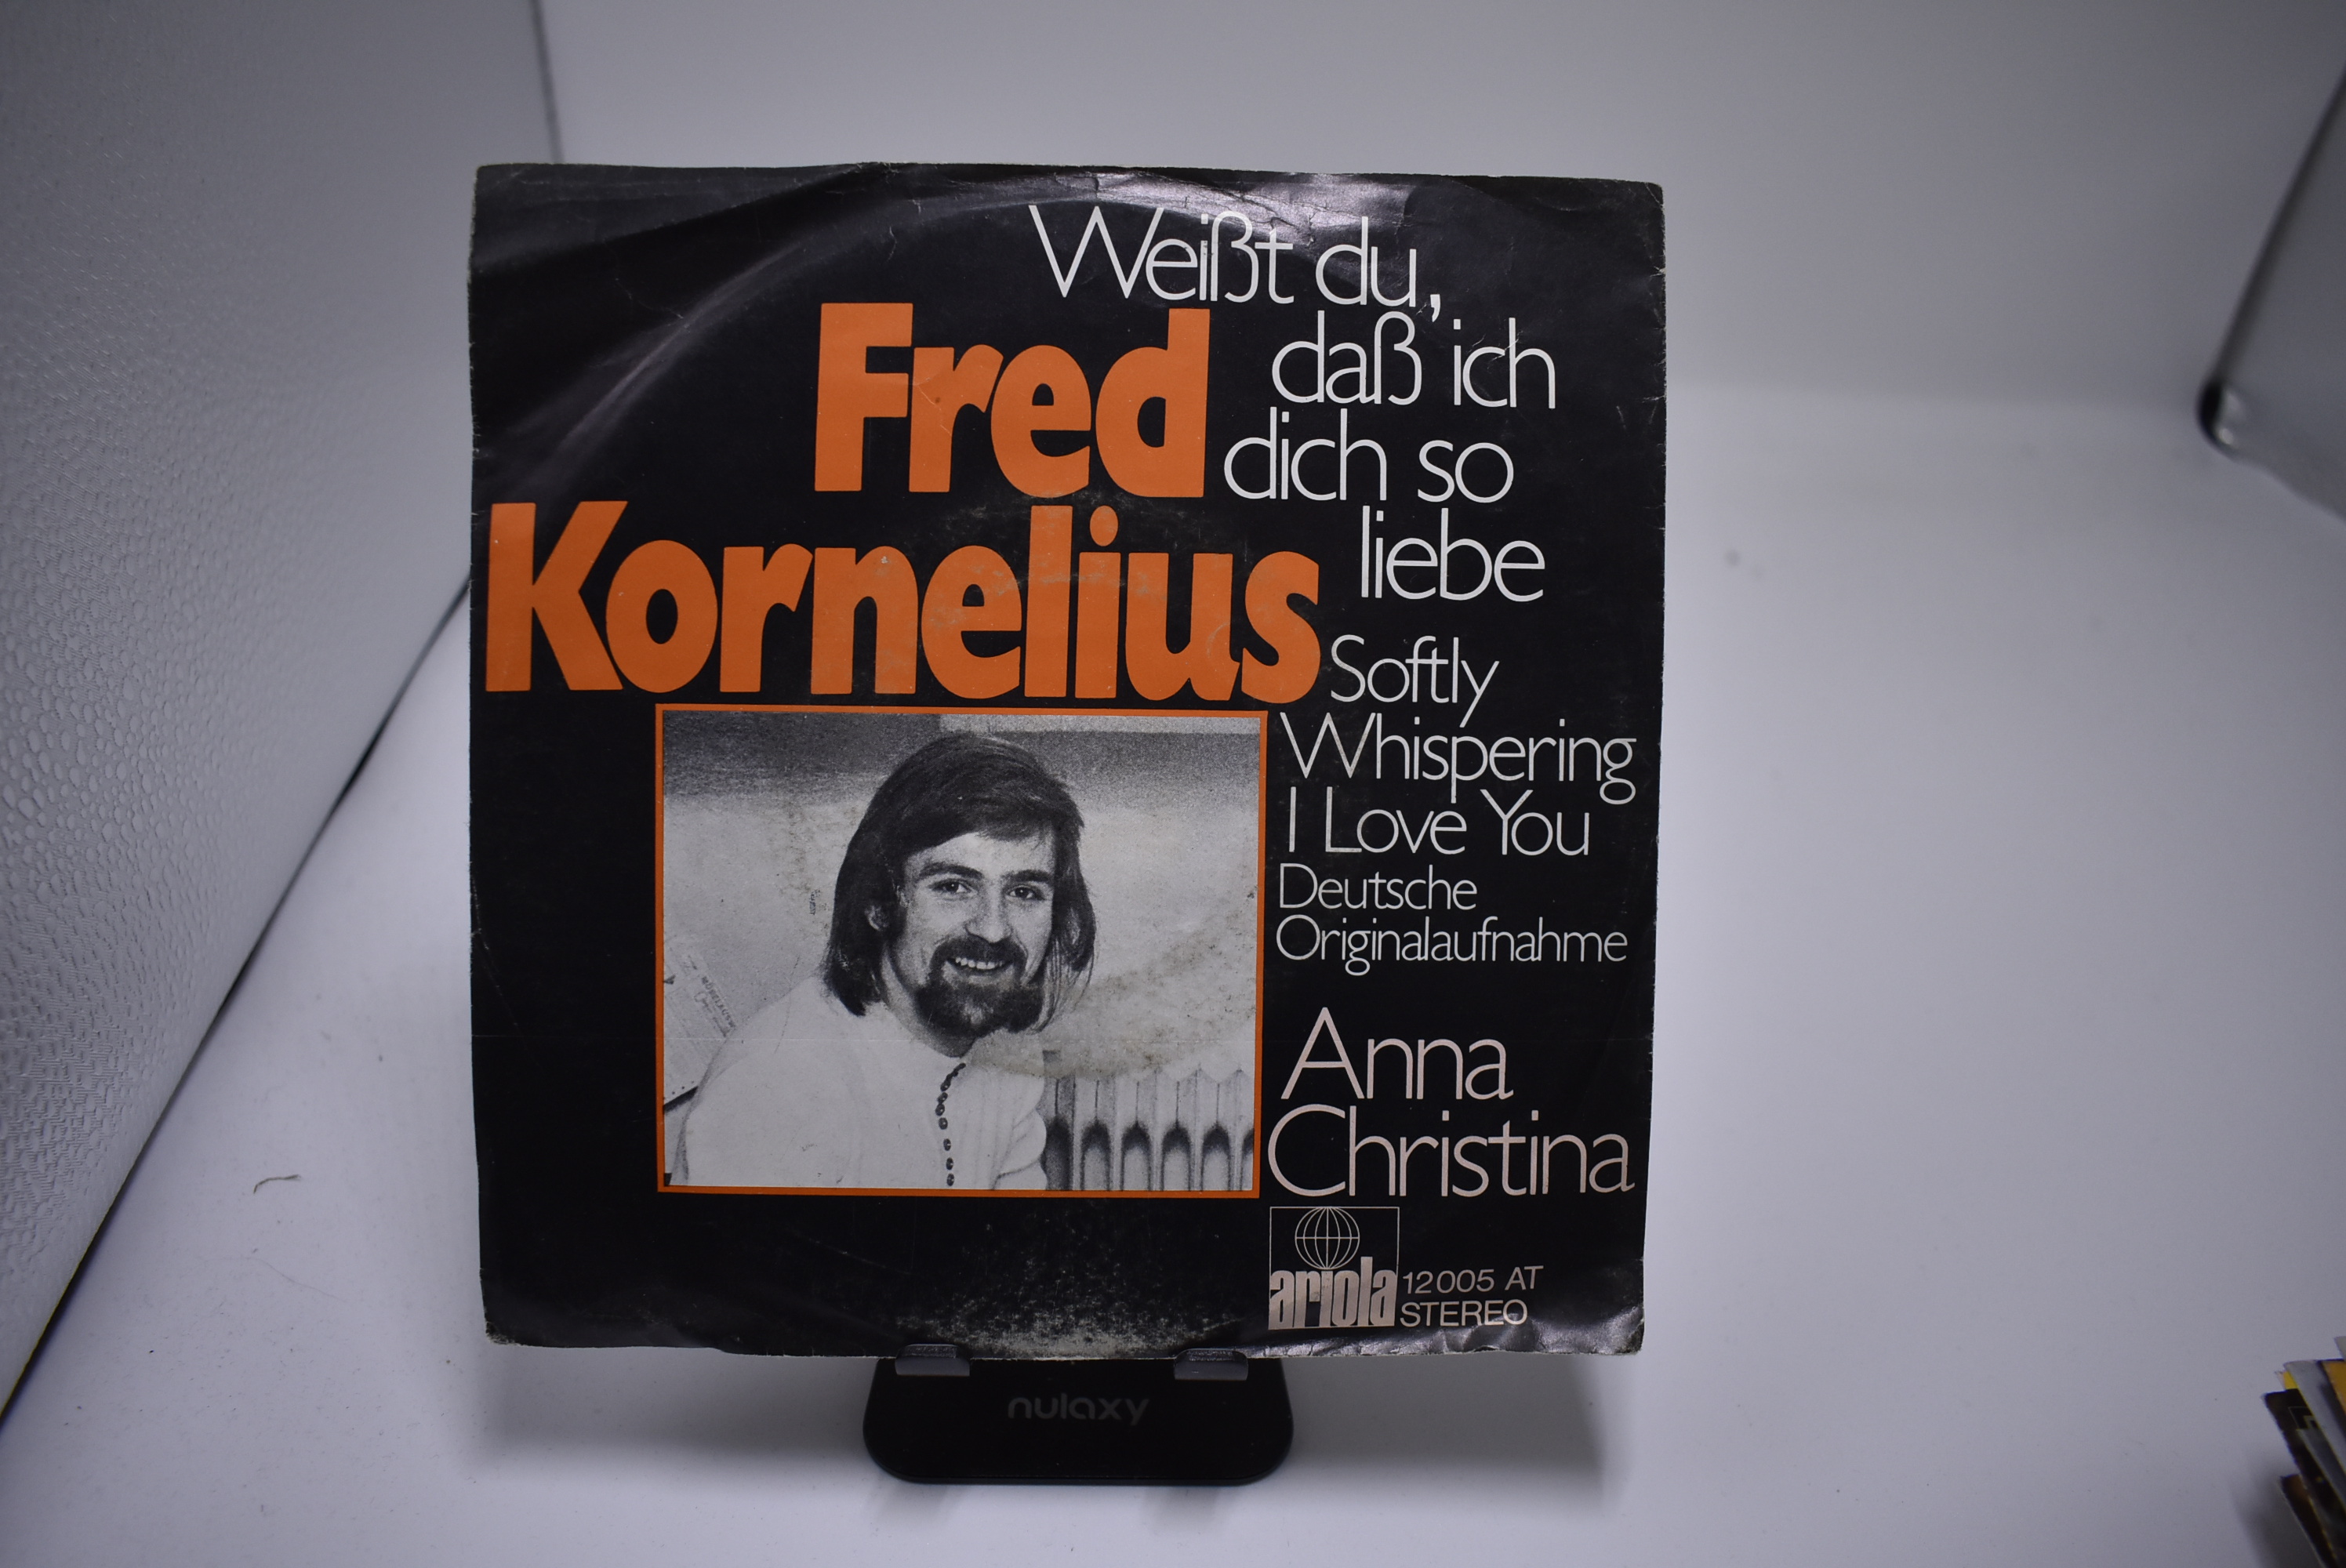 Weißt du,
daß ich
dich so
liebe
Fred
Kornelius
Softly
Whispering
I Love You
Deutsche
Originalaufnahme
Anna
Christina
ariola
12005 AT
STEREO
nulaxy